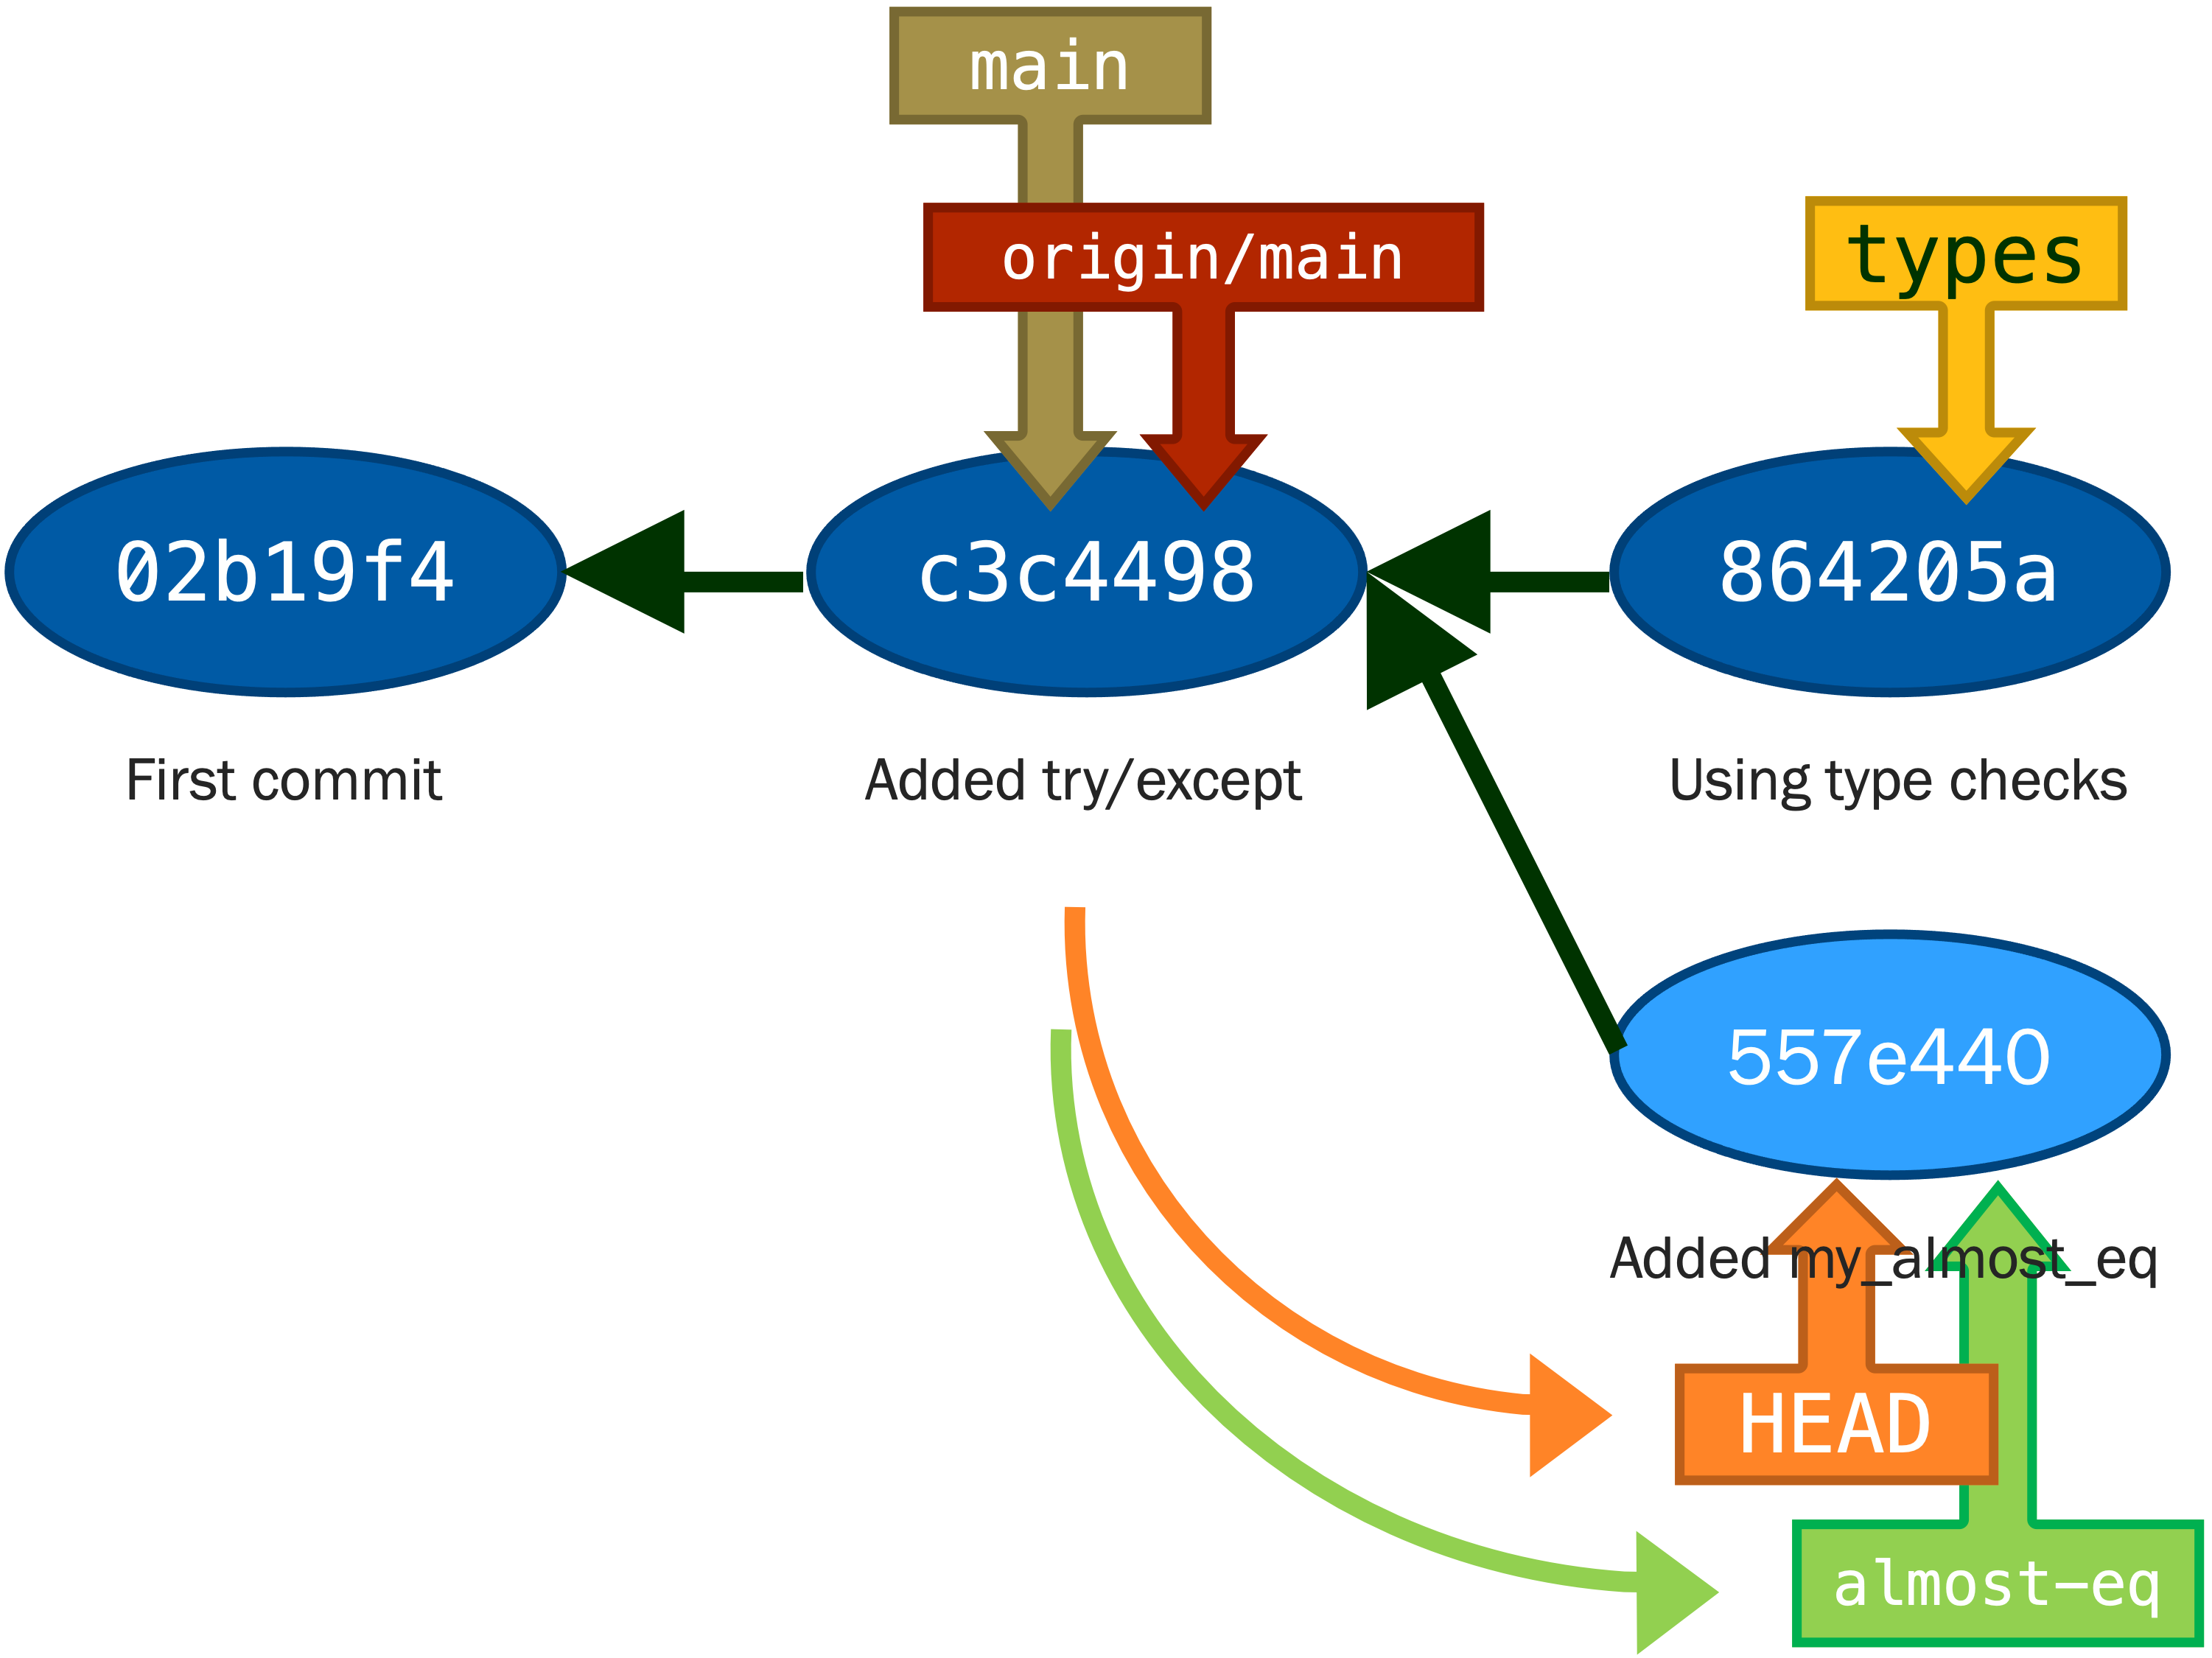 main
origin/main
types
02b19f4
c3c4498
864205a
First commit
Added try/except
Using type checks
557e440
Added my_almost_eq
HEAD
almost-eq